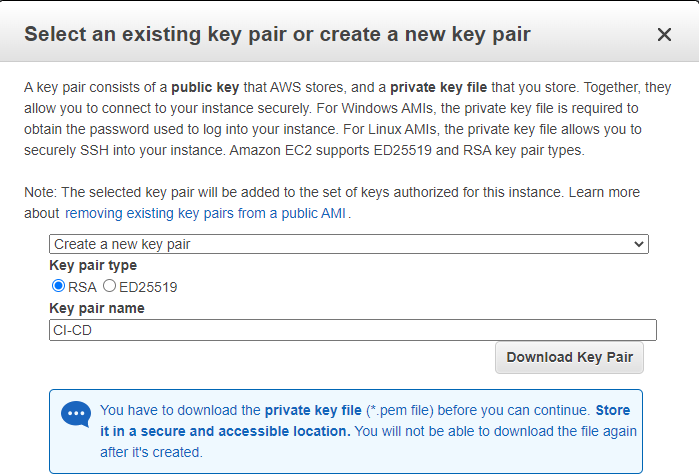 Select an existing key pair or create a new key pair
A key pair consists of a public key that AWS stores, and a private key file that you store. Together, they
allow you to connect to your instance securely. For Windows AMIs, the private key file is required to
obtain the password used to log into your instance. For Linux AMIs, the private key file allows you to
securely SSH into your instance. Amazon EC2 supports ED25519 and RSA key pair types.
Note: The selected key pair will be added to the set of keys authorized for this instance. Learn more
about removing existing key pairs from a public AMI.
Create a new key pair
Key pair type
RSA ED25519
Key pair name
CI-CD
Download Key Pair
You have to download the private key file (*.pem file) before you can continue. Store
it in a secure and accessible location. You will not be able to download the file again
after it's created.